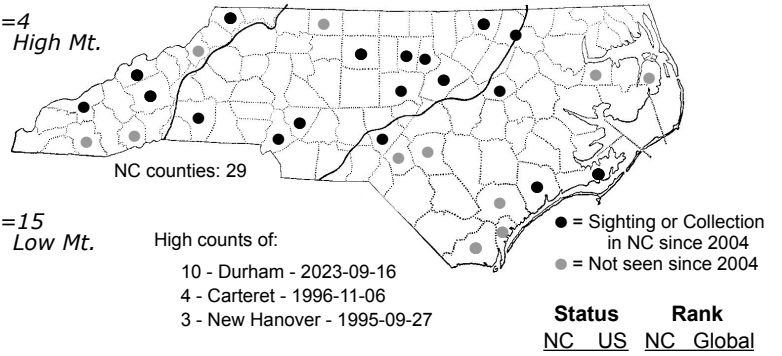 =4
High Mt.
NC counties: 29
=15
Low Mt.
High counts of:
10 - Durham - 2023-09-16
4 - Carteret - 1996-11-06
3 - New Hanover - 1995-09-27
= Sighting or Collection
in NC since 2004
= Not seen since 2004
Status Rank
NC US NC Global